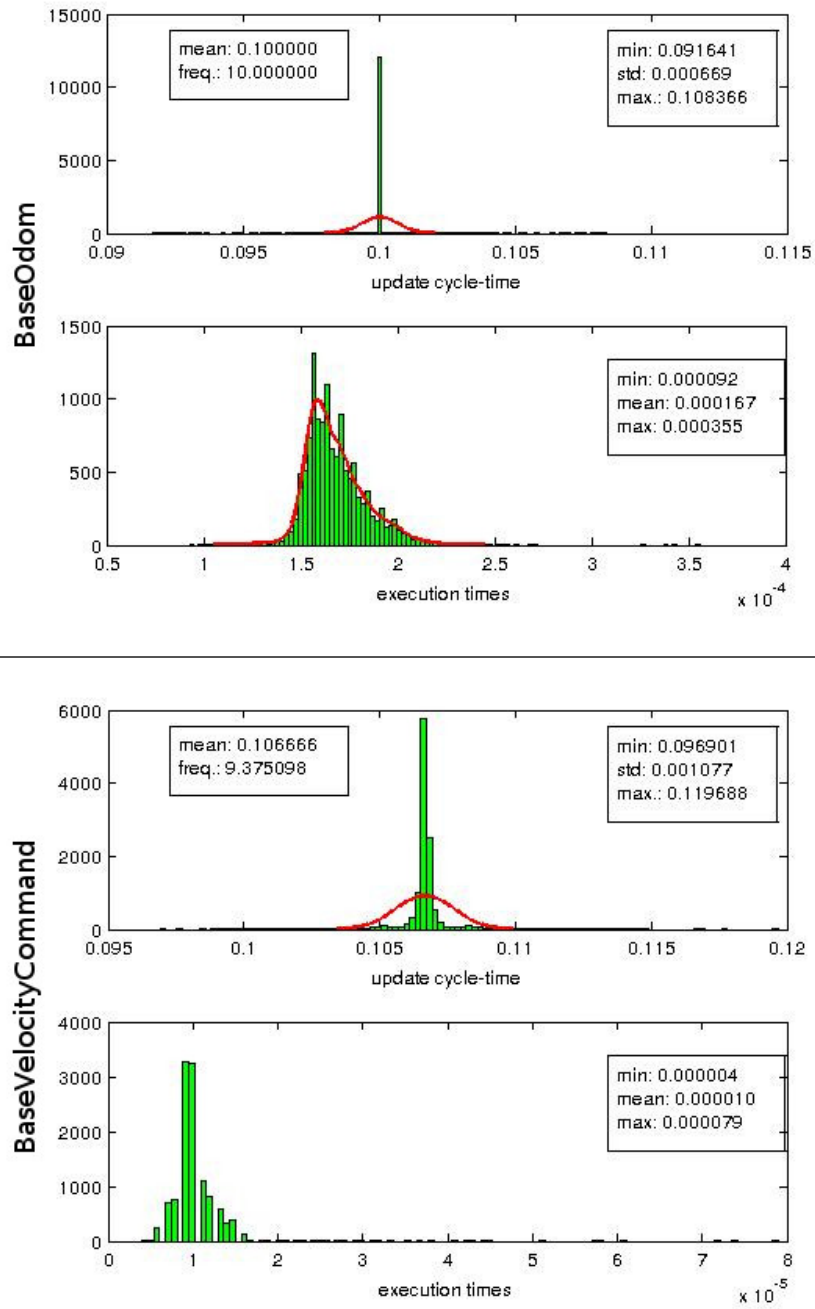 BaseOdom
15000
10000
5000
0
mean: 0.100000
freq.: 10.000000
min: 0.091641
std: 0.000669
max.: 0.108366
0.09 0.095 0.1 0.105 0.11 0.115
update cycle-time
1500
1000
500
0
min: 0.000092
mean: 0.000167
max: 0.000355
0.5 1 1.5 2 2.5 3 3.5 4
execution times
x 10-4
BaseVelocityCommand
6000
4000
2000
0
mean: 0.106666
freq.: 9.375098
min: 0.096901
std: 0.001077
max.: 0.119688
0.095 0.1 0.105 0.11 0.115 0.12
update cycle-time
4000
3000
2000
1000
0
min: 0.000004
mean: 0.000010
max: 0.000079
0 1 2 3 4 5 6 7 8
execution times
x 10-5